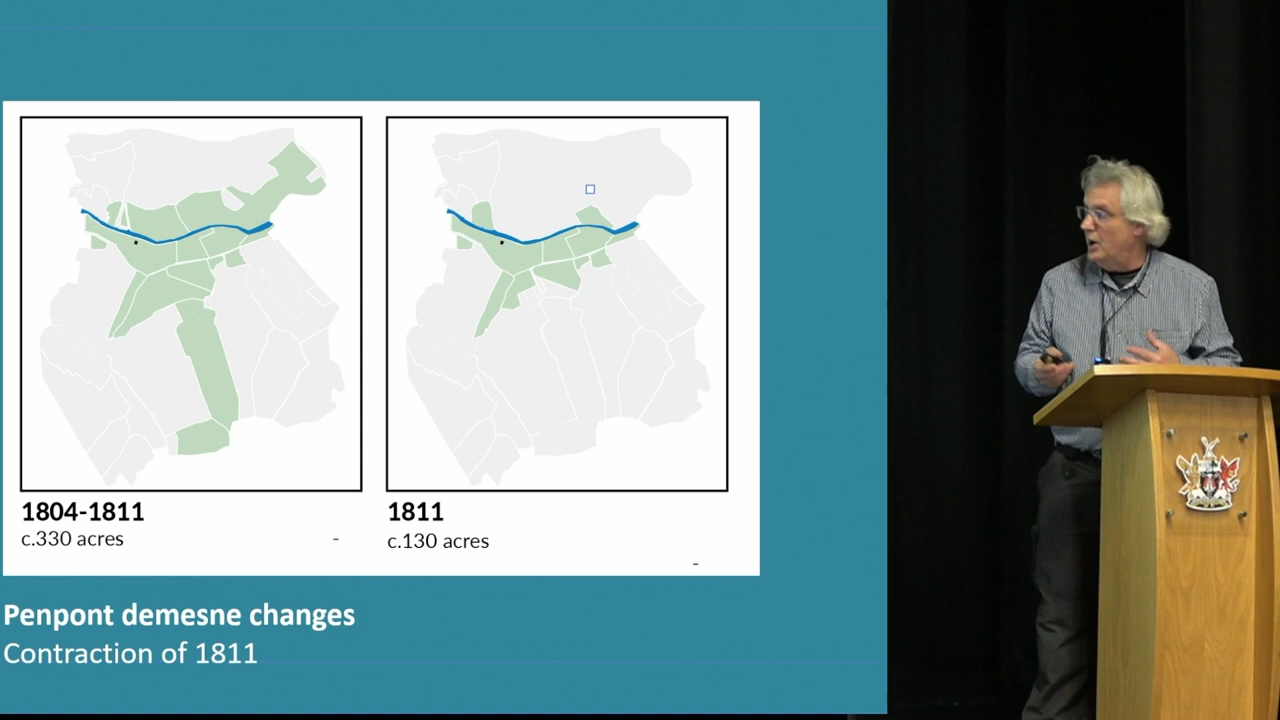 1804-1811
c.330 acres
-
1811
c.130 acres
-
Penpont demesne changes
Contraction of 1811